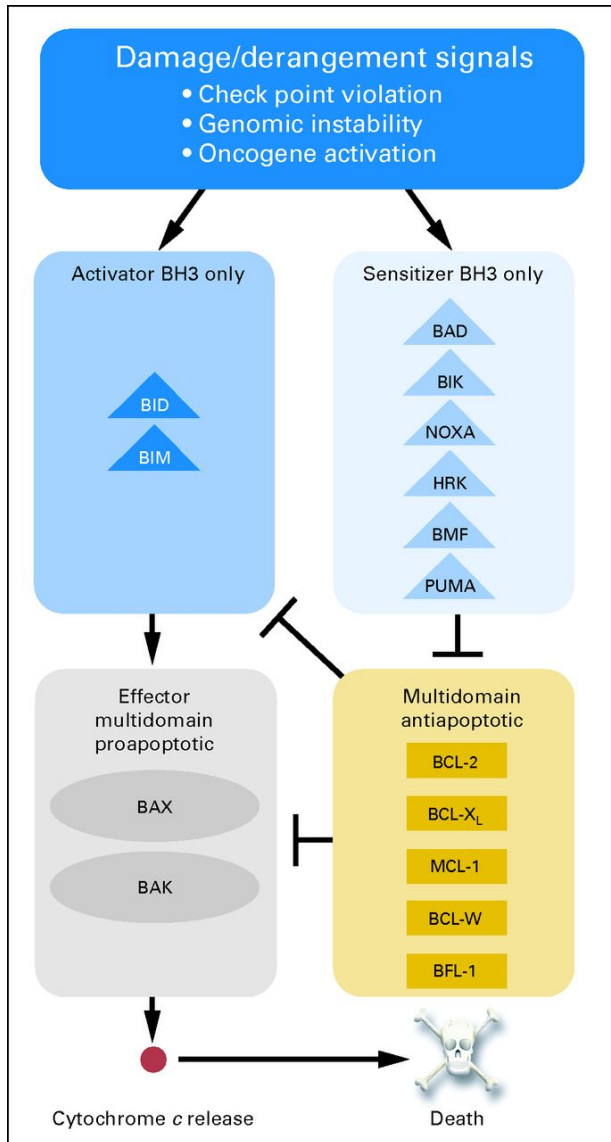 Damage/derangement signals
• Check point violation
• Genomic instability
• Oncogene activation
Activator BH3 only
BID
BIM
Sensitizer BH3 only
BAD
BIK
NOXA
HRK
BMF
PUMA
Effector
multidomain
proapoptotic
BAX
BAK
Multidomain
antiapoptotic
BCL-2
BCL-XL
MCL-1
BCL-W
BFL-1
Cytochrome c release
Death